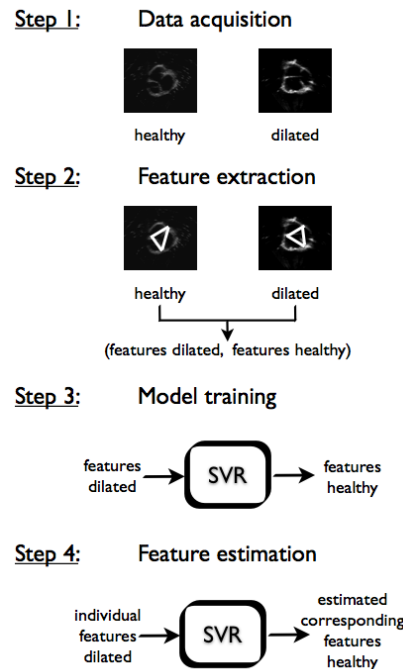 Step 1: Data acquisition
healthy dilated
Step 2: Feature extraction
healthy dilated
(features dilated, features healthy)
Step 3: Model training
features
dilated
SVR
features
healthy
Step 4: Feature estimation
individual
features
dilated
SVR
estimated
corresponding
features
healthy